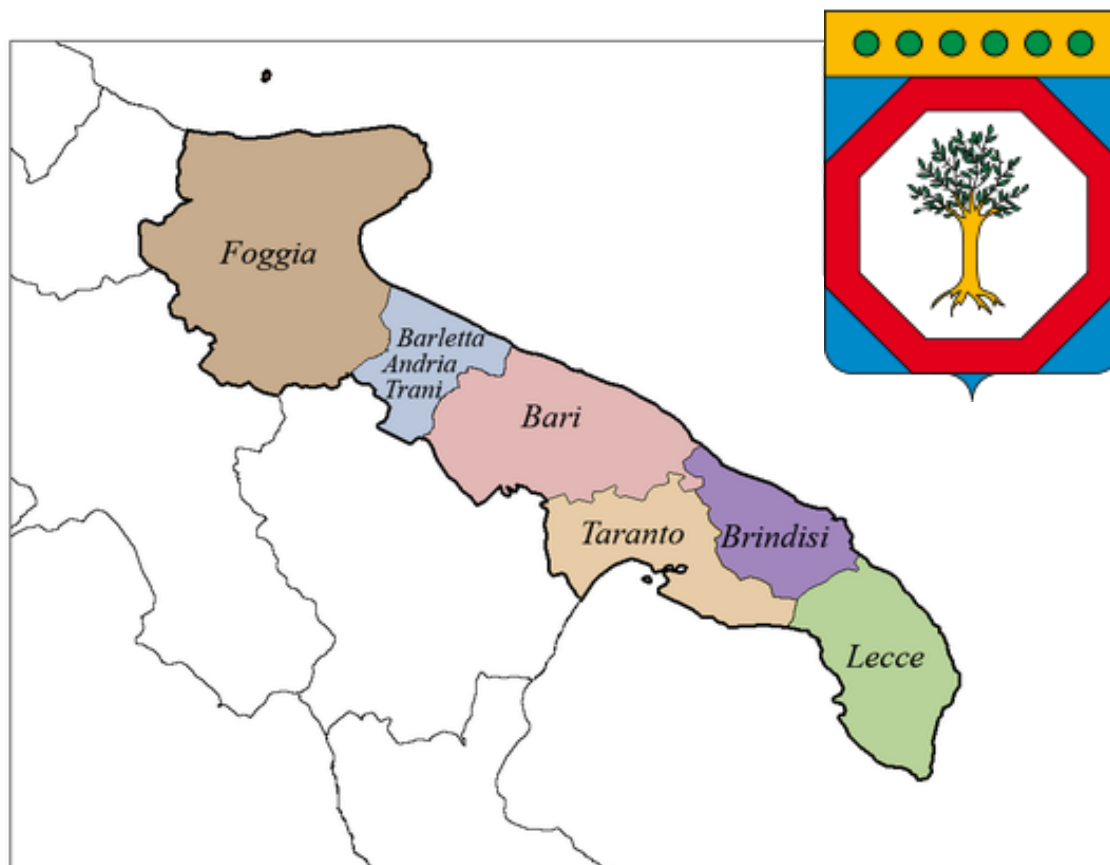 Foggia
Barletta
Andria
Trani
Bari
Taranto
Brindisi
Lecce